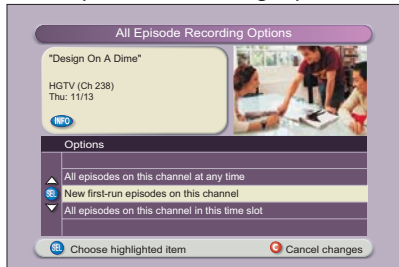 All Episode Recording Options
"Design On A Dime"
HGTV (Ch 238)
Thu: 11/13
INFO
Options
All episodes on this channel at any time
SEL
New first-run episodes on this channel
All episodes on this channel in this time slot
SEL Choose highlighted item
C Cancel changes